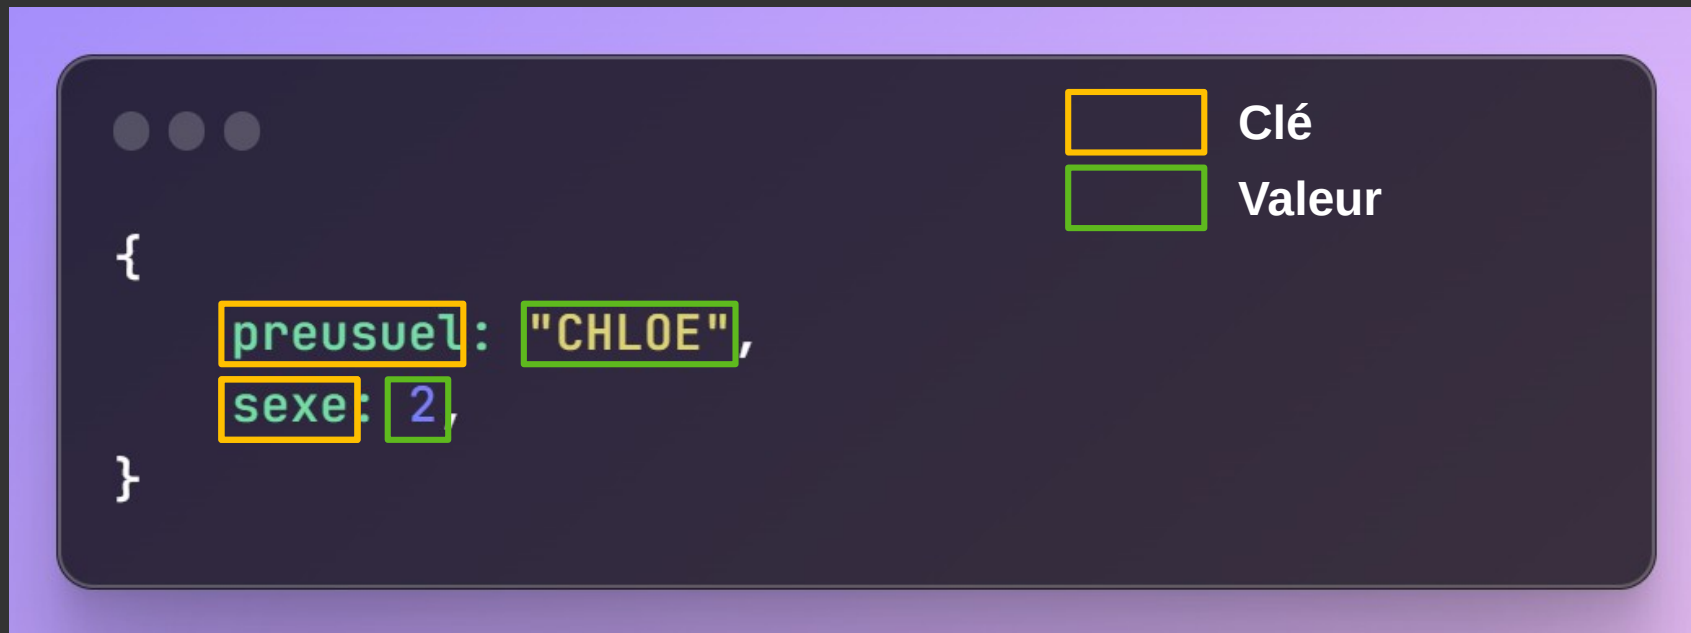 Clé
Valeur
{
preusuel: "CHLOE",
sexe: 2,
}